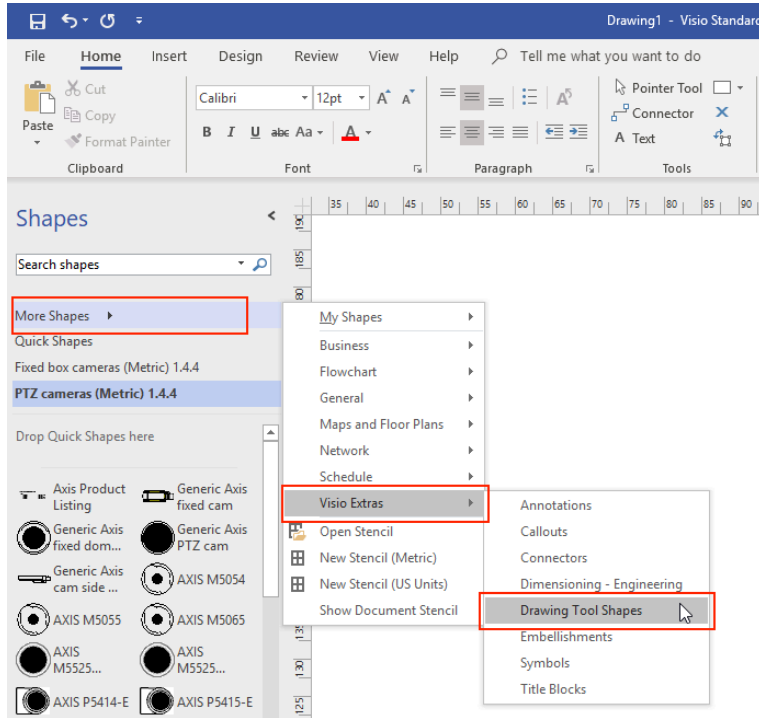 Drawing1 - Visio Standard
File Home Insert Design Review View Help Tell me what you want to do
Paste
Cut
Copy
Format Painter
Clipboard
Calibri 12pt A A
B I U abc Aa A
Font
A
Paragraph
Pointer Tool
Connector
A Text
Tools
Shapes
Search shapes
More Shapes
Quick Shapes
Fixed box cameras (Metric) 1.4.4
PTZ cameras (Metric) 1.4.4
Drop Quick Shapes here
Axis Product Listing
Generic Axis fixed cam
Generic Axis fixed dom...
Generic Axis PTZ cam
Generic Axis cam side ...
AXIS M5054
AXIS M5055
AXIS M5065
AXIS M5525...
AXIS M5525...
AXIS P5414-E
AXIS P5415-E
35 40 45 50 55 60 65 70 75 80 85 90
190
185
80
135
130
125
My Shapes
Business
Flowchart
General
Maps and Floor Plans
Network
Schedule
Visio Extras
Open Stencil
New Stencil (Metric)
New Stencil (US Units)
Show Document Stencil
Annotations
Callouts
Connectors
Dimensioning - Engineering
Drawing Tool Shapes
Embellishments
Symbols
Title Blocks